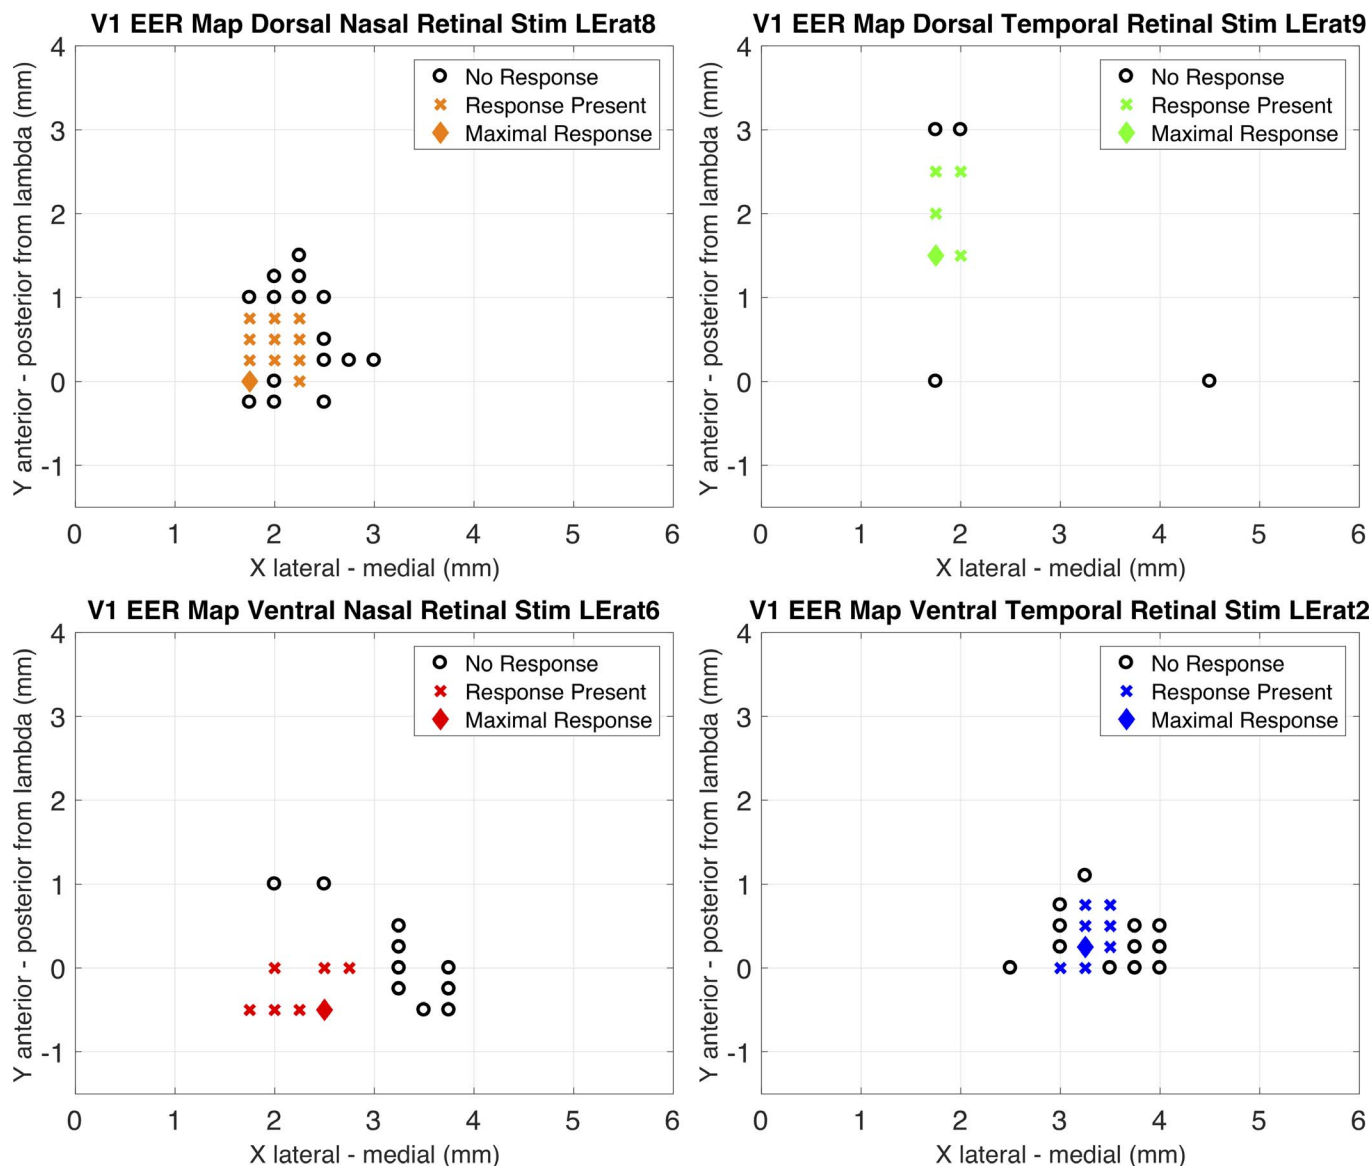 V1 EER Map Dorsal Nasal Retinal Stim LErat8
No Response
Response Present
Maximal Response
4
3
2
1
0
-1
0 1 2 3 4 5 6
Y anterior - posterior from lambda (mm)
X lateral - medial (mm)
V1 EER Map Dorsal Temporal Retinal Stim LErat9
No Response
Response Present
Maximal Response
4
3
2
1
0
-1
0 1 2 3 4 5 6
Y anterior - posterior from lambda (mm)
X lateral - medial (mm)
V1 EER Map Ventral Nasal Retinal Stim LErat6
No Response
Response Present
Maximal Response
4
3
2
1
0
-1
0 1 2 3 4 5 6
Y anterior - posterior from lambda (mm)
X lateral - medial (mm)
V1 EER Map Ventral Temporal Retinal Stim LErat2
No Response
Response Present
Maximal Response
4
3
2
1
0
-1
0 1 2 3 4 5 6
Y anterior - posterior from lambda (mm)
X lateral - medial (mm)